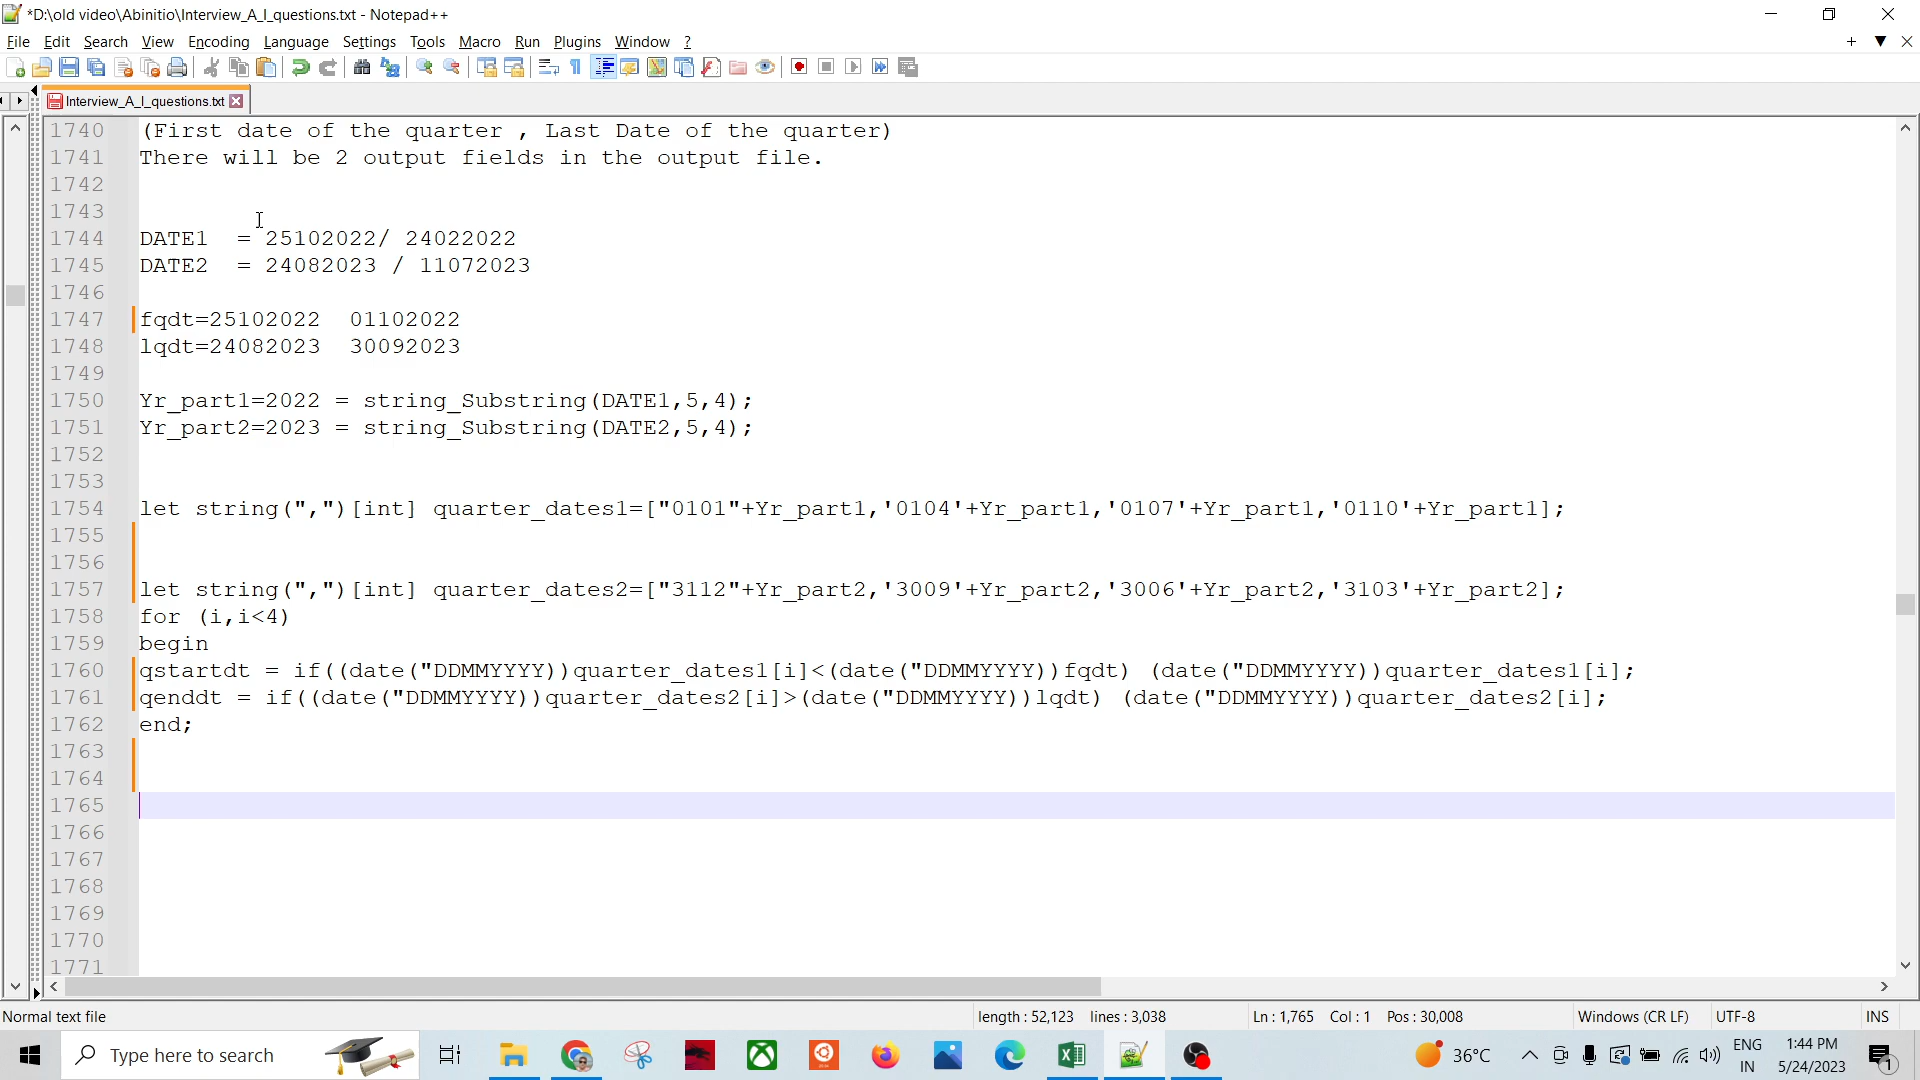 *D:\old video\Abinitio\Interview_A_I_questions.txt - Notepad++
File Edit Search View Encoding Language Settings Tools Macro Run Plugins Window ?
Interview_A_I_questions.txt
1740 (First date of the quarter , Last Date of the quarter)
1741 There will be 2 output fields in the output file.
1742
1743
1744 DATE1  = 25102022/ 24022022
1745 DATE2  = 24082023 / 11072023
1746
1747 fqdt=25102022  01102022
1748 lqdt=24082023  30092023
1749
1750 Yr_part1=2022 = string_Substring(DATE1,5,4);
1751 Yr_part2=2023 = string_Substring(DATE2,5,4);
1752
1753
1754 let string(",")[int] quarter_dates1=["0101"+Yr_part1,'0104'+Yr_part1,'0107'+Yr_part1,'0110'+Yr_part1];
1755
1756
1757 let string(",")[int] quarter_dates2=["3112"+Yr_part2,'3009'+Yr_part2,'3006'+Yr_part2,'3103'+Yr_part2];
1758 for (i,i<4)
1759 begin
1760 qstartdt = if((date("DDMMYYYY))quarter_dates1[i]<(date("DDMMYYYY))fqdt) (date("DDMMYYYY))quarter_dates1[i];
1761 qenddt = if((date("DDMMYYYY))quarter_dates2[i]>(date("DDMMYYYY))lqdt) (date("DDMMYYYY))quarter_dates2[i];
1762 end;
1763
1764
1765
1766
1767
1768
1769
1770
1771
Normal text file length : 52,123 lines : 3,038 Ln : 1,765 Col : 1 Pos : 30,008 Windows (CR LF) UTF-8 INS
Type here to search 36°C ENG IN 1:44 PM 5/24/2023 1